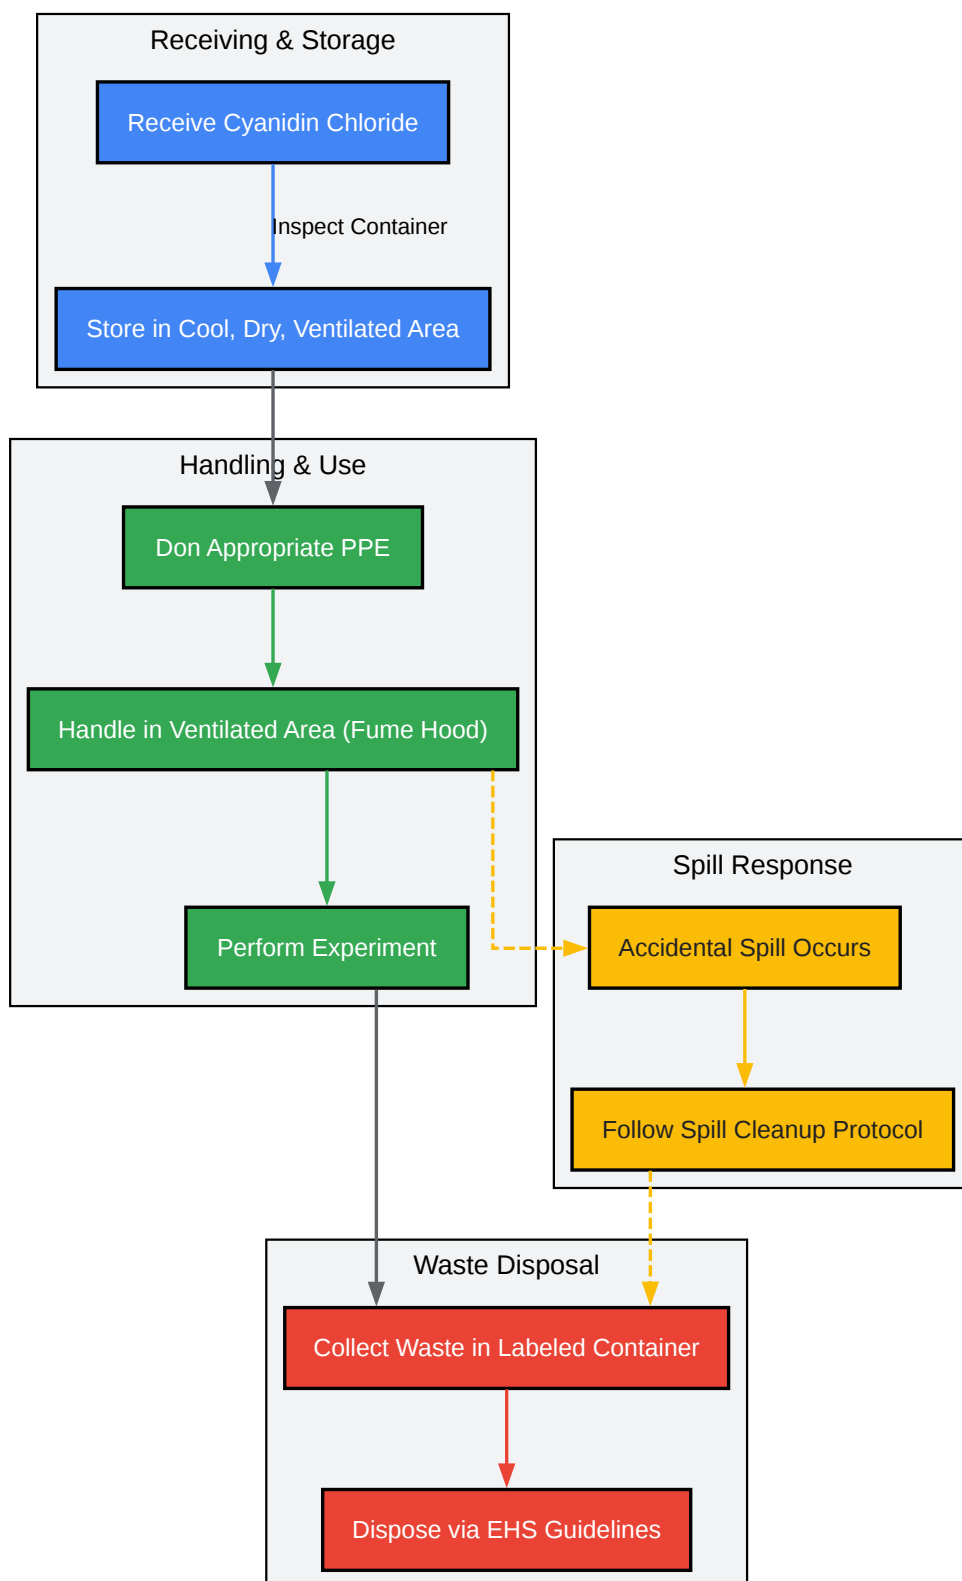 Receiving & Storage
Receive Cyanidin Chloride
Inspect Container
Store in Cool, Dry, Ventilated Area
Handling & Use
Don Appropriate PPE
Handle in Ventilated Area (Fume Hood)
Perform Experiment
Spill Response
Accidental Spill Occurs
Follow Spill Cleanup Protocol
Waste Disposal
Collect Waste in Labeled Container
Dispose via EHS Guidelines